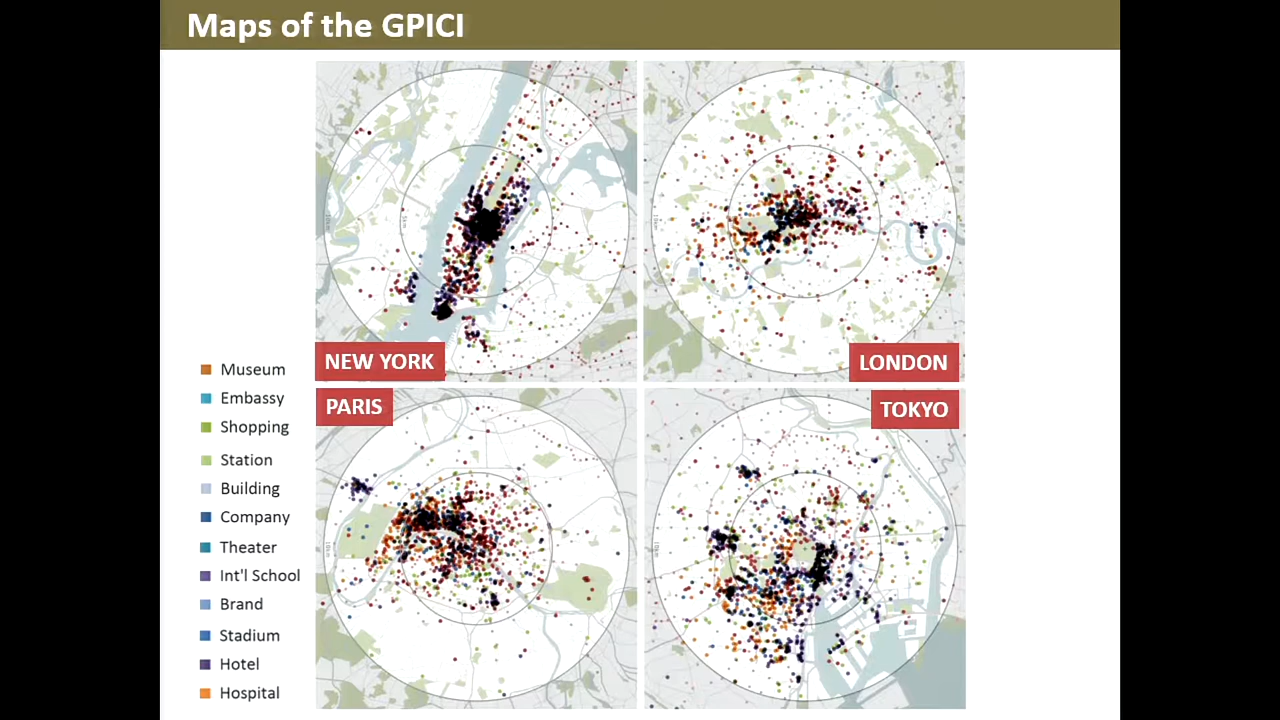 Maps of the GPICI
NEW YORK
LONDON
PARIS
TOKYO
Museum
Embassy
Shopping
Station
Building
Company
Theater
Int'l School
Brand
Stadium
Hotel
Hospital